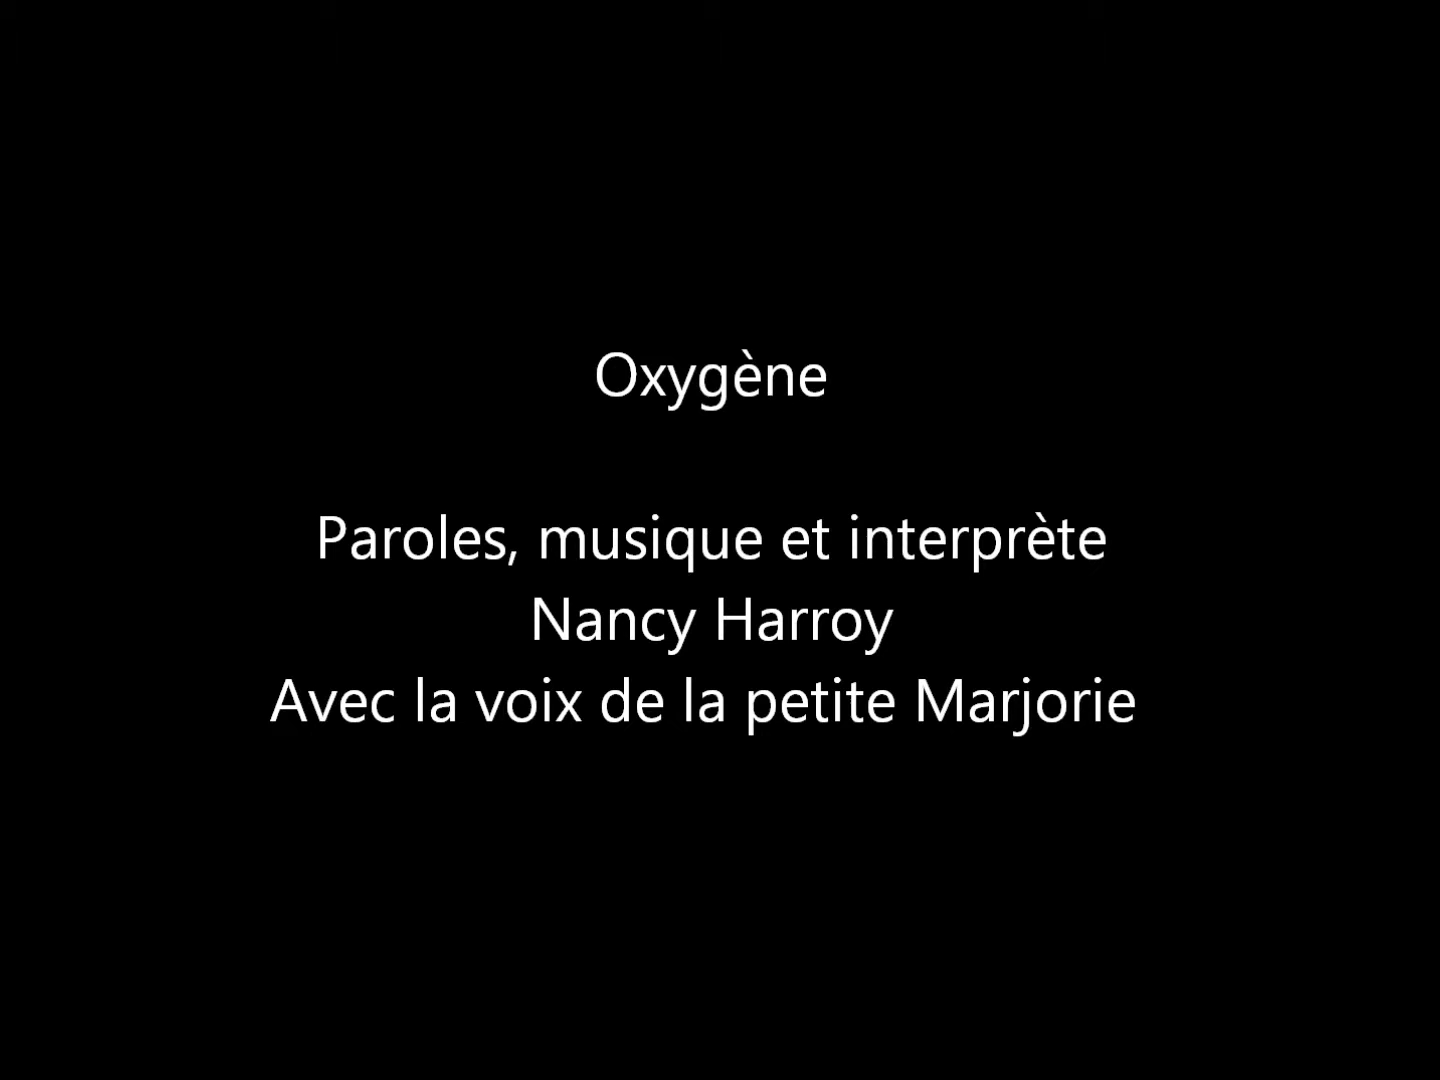 Oxygène
Paroles, musique et interprète
Nancy Harroy
Avec la voix de la petite Marjorie